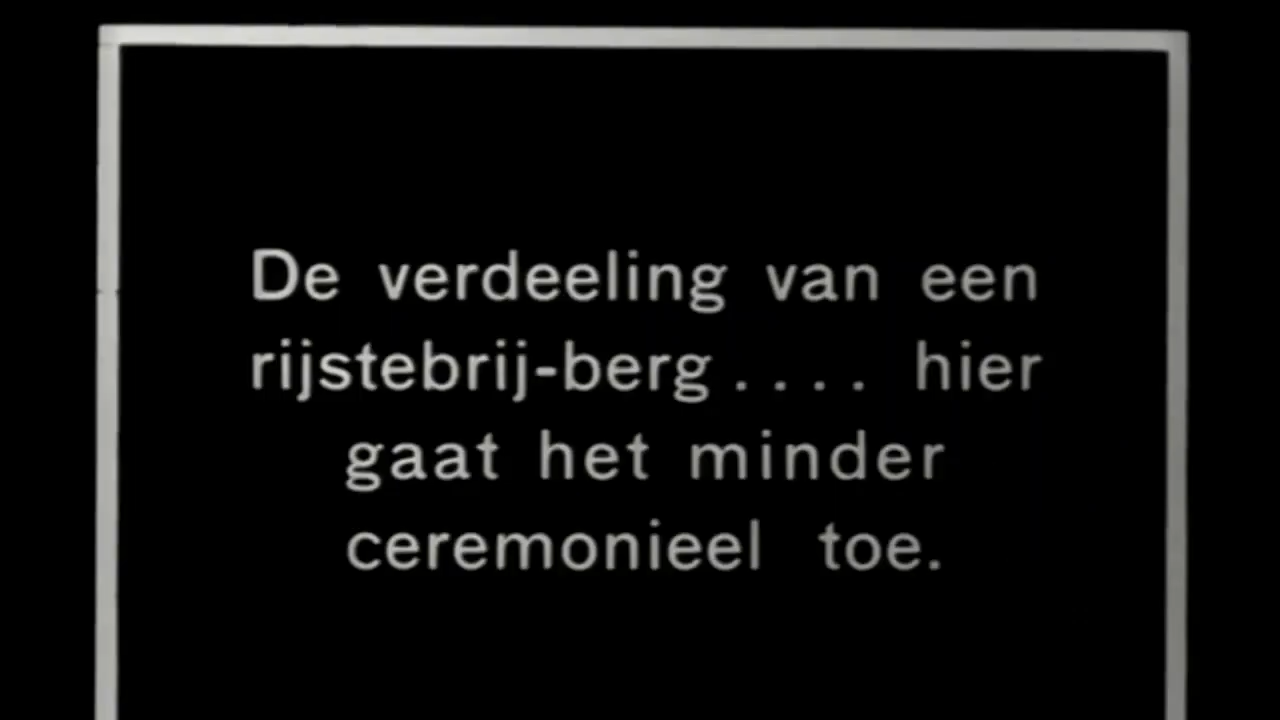 De verdeeling van een
rijstebrij-berg . . . . hier
gaat het minder
ceremonieel toe.